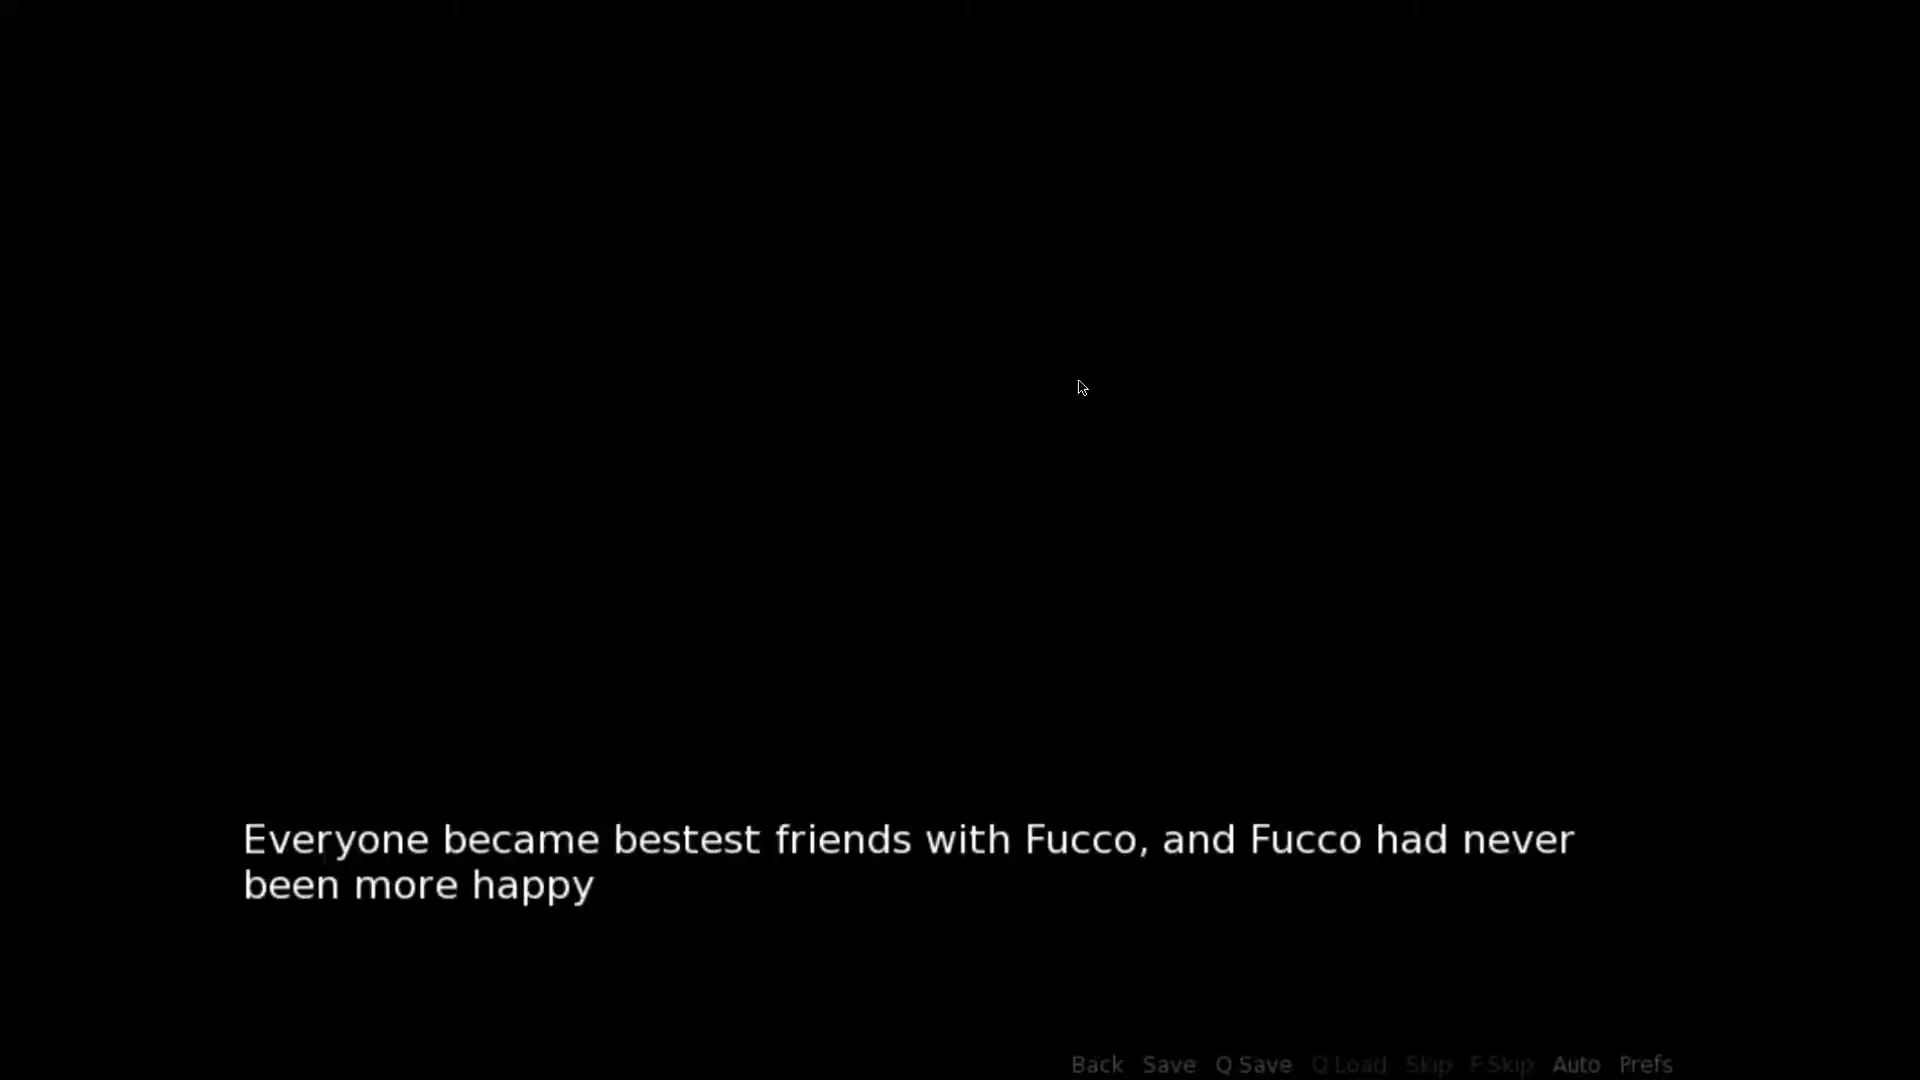 Everyone became bestest friends with Fucco, and Fucco had never
been more happy
Back Save Q Save Q Load Skip F Skip Auto Prefs